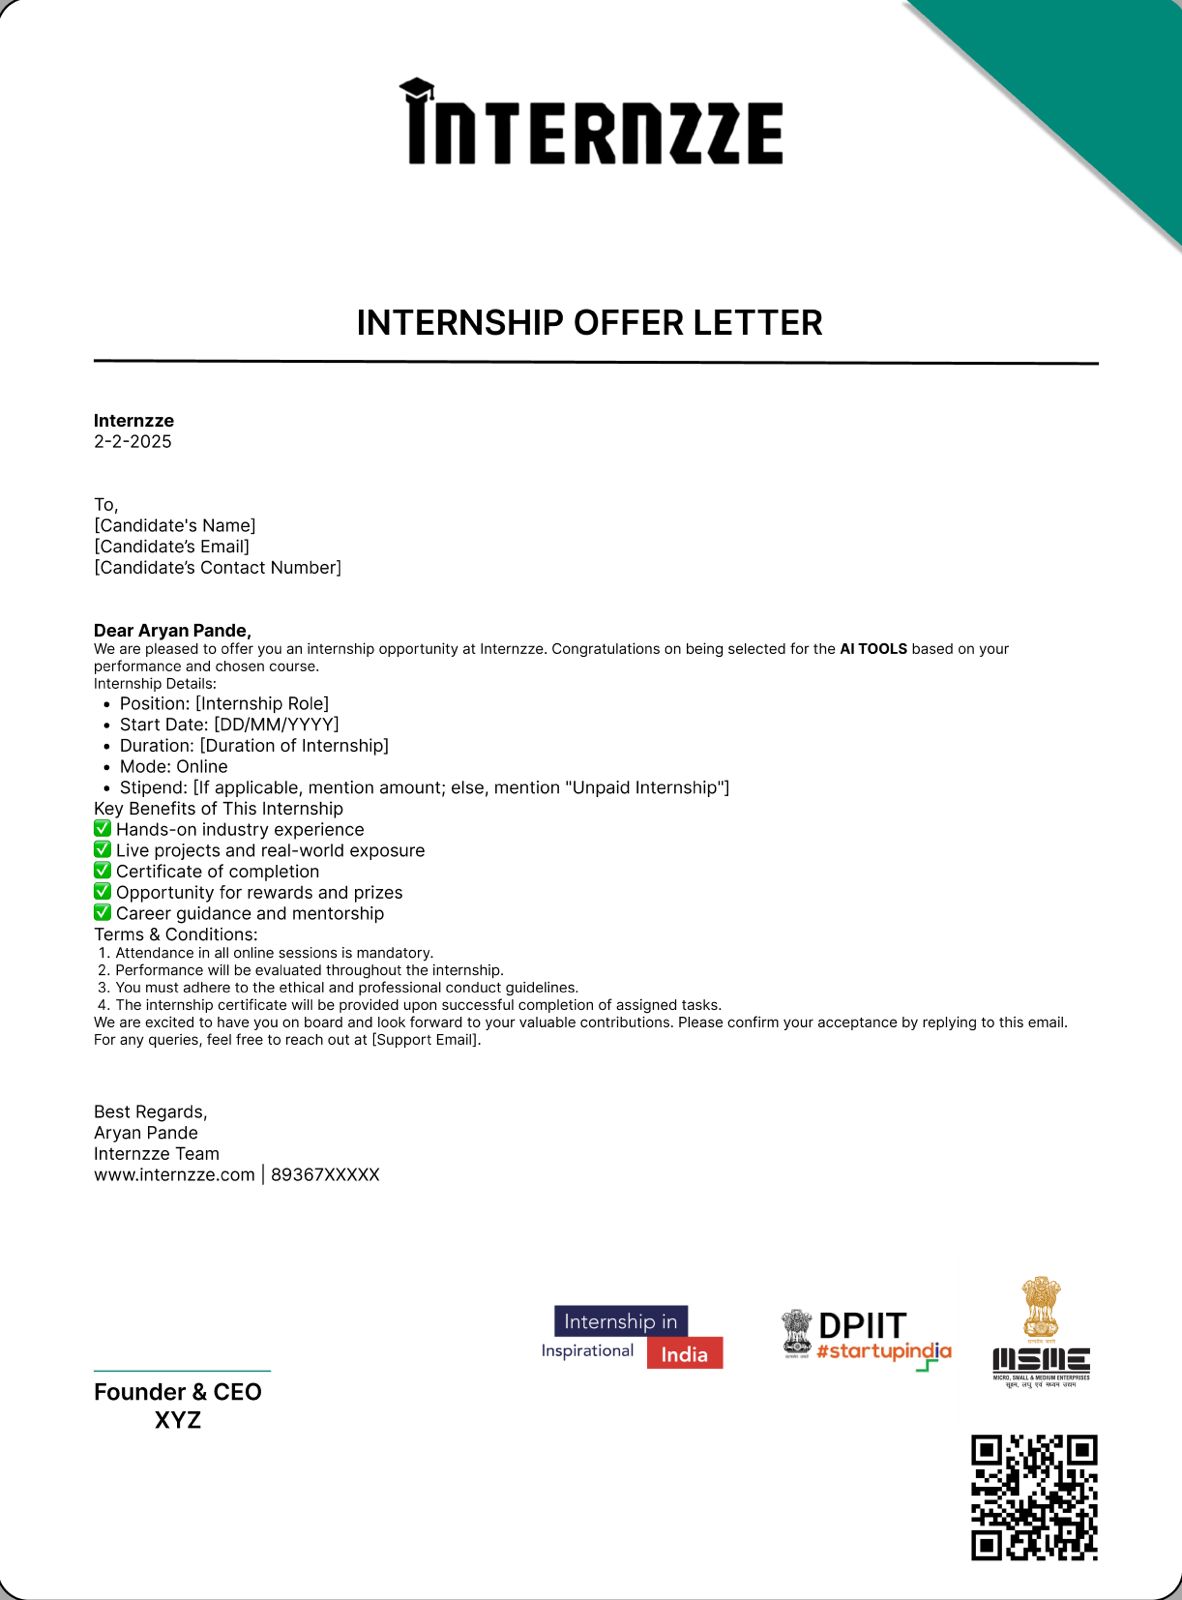 INTERNZZE
INTERNSHIP OFFER LETTER
Internzze
2-2-2025
To,
[Candidate's Name]
[Candidate’s Email]
[Candidate’s Contact Number]
Dear Aryan Pande,
We are pleased to offer you an internship opportunity at Internzze. Congratulations on being selected for the AI TOOLS based on your
performance and chosen course.
Internship Details:
• Position: [Internship Role]
• Start Date: [DD/MM/YYYY]
• Duration: [Duration of Internship]
• Mode: Online
• Stipend: [If applicable, mention amount; else, mention "Unpaid Internship"]
Key Benefits of This Internship
✅ Hands-on industry experience
✅ Live projects and real-world exposure
✅ Certificate of completion
✅ Opportunity for rewards and prizes
✅ Career guidance and mentorship
Terms & Conditions:
1. Attendance in all online sessions is mandatory.
2. Performance will be evaluated throughout the internship.
3. You must adhere to the ethical and professional conduct guidelines.
4. The internship certificate will be provided upon successful completion of assigned tasks.
We are excited to have you on board and look forward to your valuable contributions. Please confirm your acceptance by replying to this email.
For any queries, feel free to reach out at [Support Email].
Best Regards,
Aryan Pande
Internzze Team
www.internzze.com | 89367XXXXX
Founder & CEO
XYZ
Internship in
Inspirational India
DPIIT
#startupindia
MSME
MICRO, SMALL & MEDIUM ENTERPRISES
सूक्ष्म, लघु एवं मध्यम उद्यम